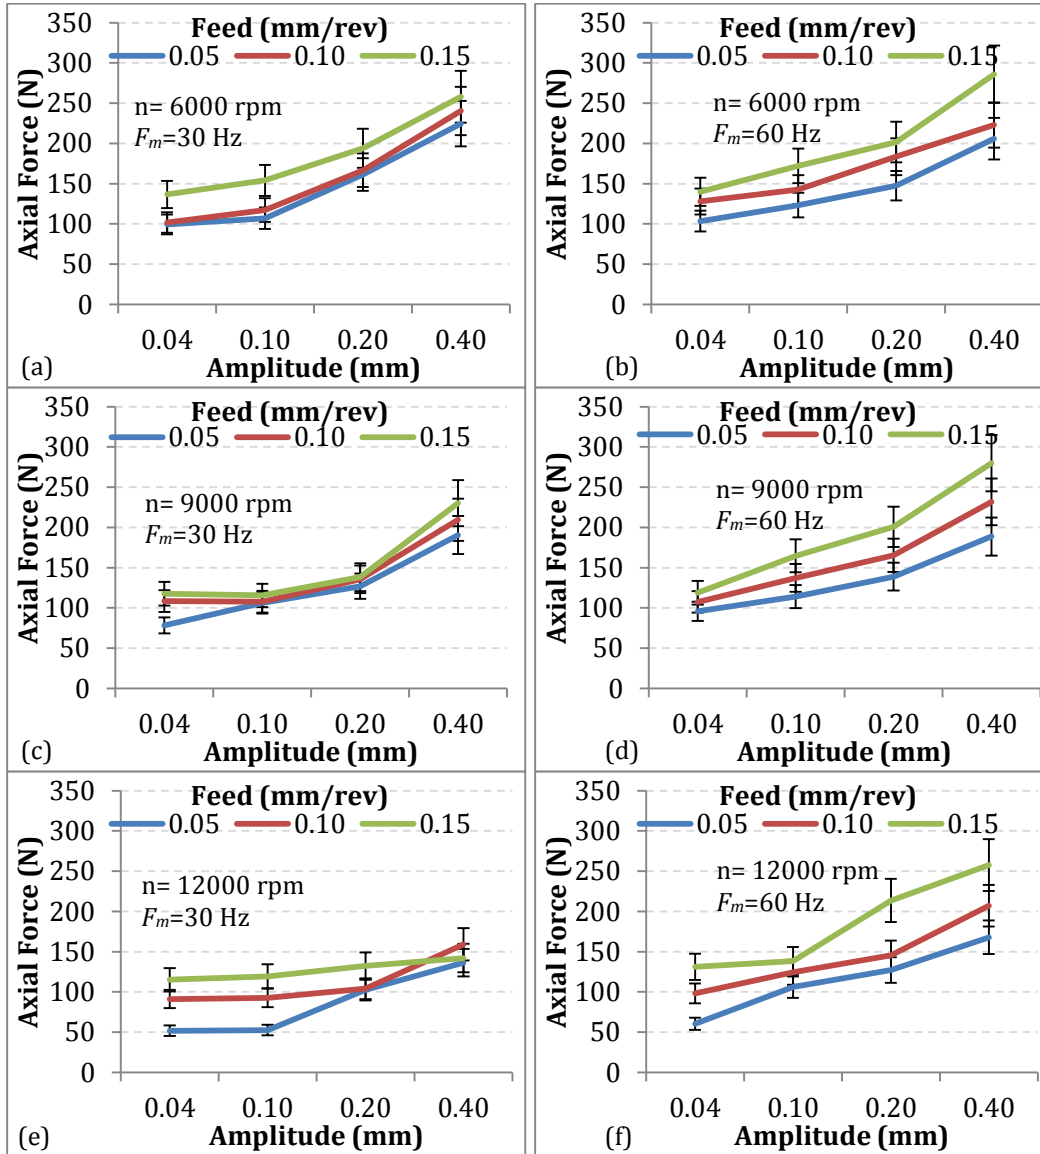 Feed (mm/rev)
0.05 0.10 0.15
n= 6000 rpm
Fm=30 Hz
Axial Force (N)
350
300
250
200
150
100
50
0
0.04 0.10 0.20 0.40
Amplitude (mm)
(a)
Feed (mm/rev)
0.05 0.10 0.15
n= 6000 rpm
Fm=60 Hz
Axial Force (N)
350
300
250
200
150
100
50
0
0.04 0.10 0.20 0.40
Amplitude (mm)
(b)
Feed (mm/rev)
0.05 0.10 0.15
n= 9000 rpm
Fm=30 Hz
Axial Force (N)
350
300
250
200
150
100
50
0
0.04 0.10 0.20 0.40
Amplitude (mm)
(c)
Feed (mm/rev)
0.05 0.10 0.15
n= 9000 rpm
Fm=60 Hz
Axial Force (N)
350
300
250
200
150
100
50
0
0.04 0.10 0.20 0.40
Amplitude (mm)
(d)
Feed (mm/rev)
0.05 0.10 0.15
n= 12000 rpm
Fm=30 Hz
Axial Force (N)
350
300
250
200
150
100
50
0
0.04 0.10 0.20 0.40
Amplitude (mm)
(e)
Feed (mm/rev)
0.05 0.10 0.15
n= 12000 rpm
Fm=60 Hz
Axial Force (N)
350
300
250
200
150
100
50
0
0.04 0.10 0.20 0.40
Amplitude (mm)
(f)